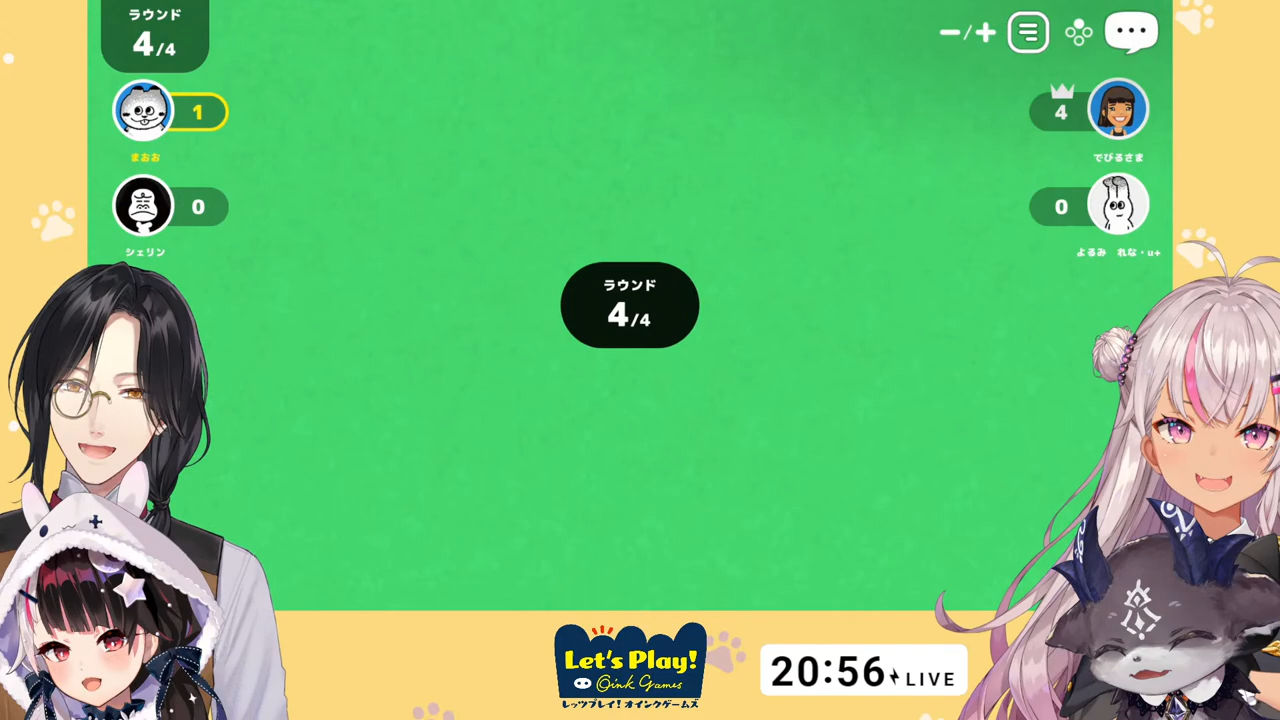 ラウンド
4/4
1
まおお
0
シェリン
4
でびるさま
0
よるみ れな・u+
ラウンド
4/4
Let's Play!
Oink Games
レッツプレイ!オインクゲームズ
20:56 LIVE